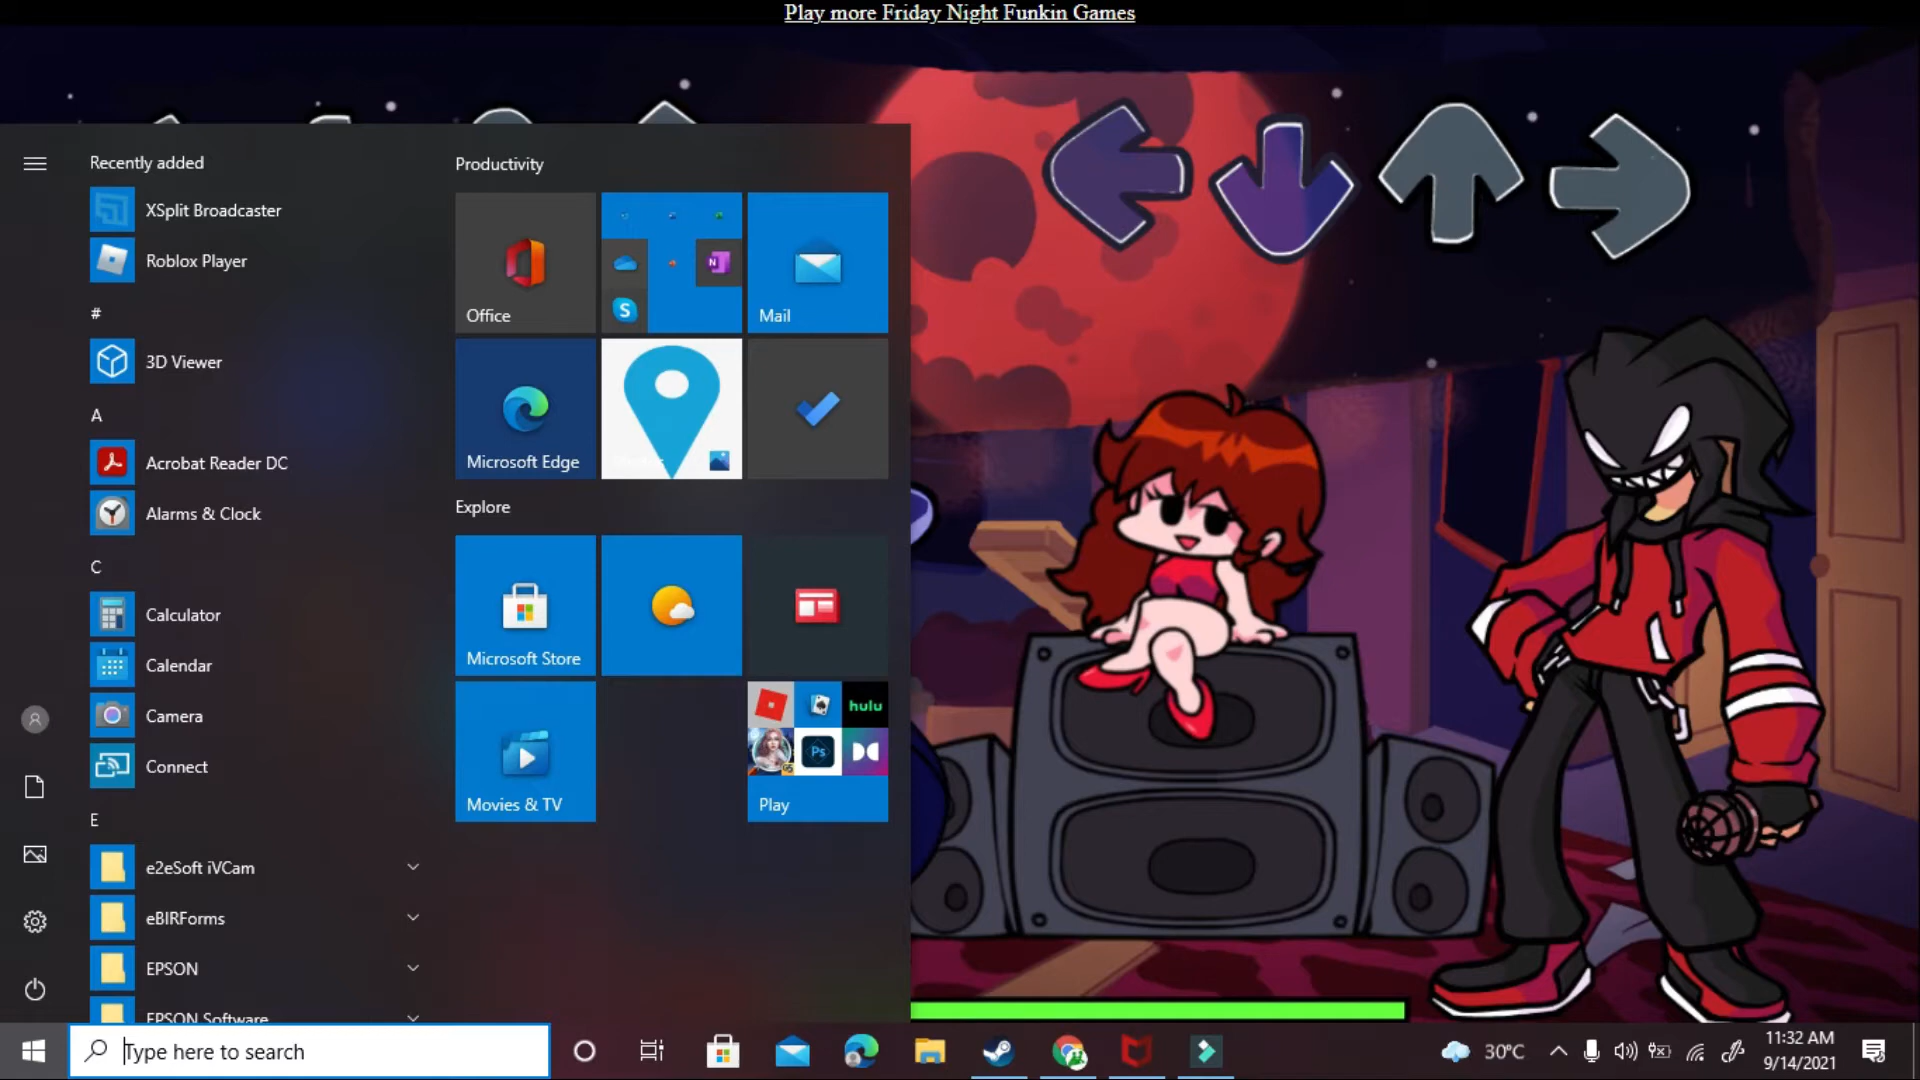 Play more Friday Night Funkin Games
Recently added
XSplit Broadcaster
Roblox Player
#
3D Viewer
A
Acrobat Reader DC
Alarms & Clock
C
Calculator
Calendar
Camera
Connect
E
e2eSoft iVCam
eBIRForms
EPSON
EPSON Software
Productivity
Office
N
S
Mail
Microsoft Edge
Explore
Microsoft Store
Movies & TV
hulu
Ps
Play
Type here to search
30°C
11:32 AM
9/14/2021